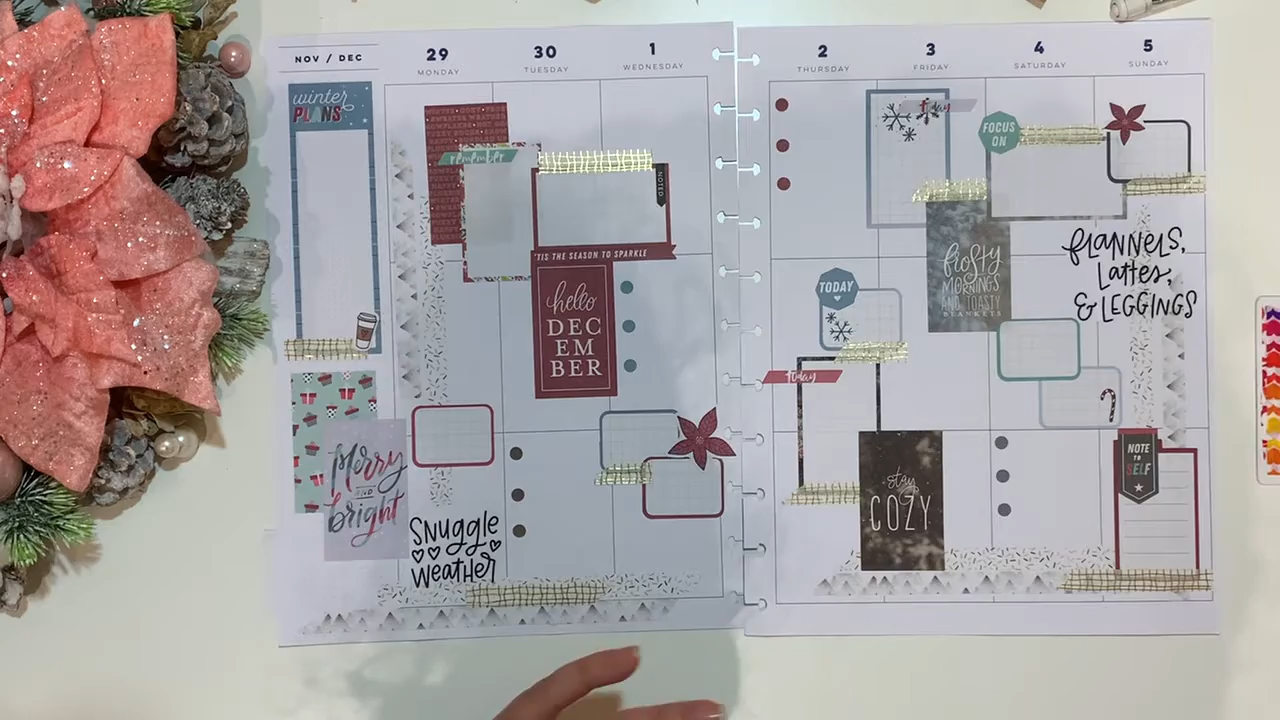 NOV / DEC
29
MONDAY
30
TUESDAY
1
WEDNESDAY
2
THURSDAY
3
FRIDAY
4
SATURDAY
5
SUNDAY
winter
PLANS
remember
NOTED
'TIS THE SEASON TO SPARKLE
hello
DEC
EM
BER
Merry
AND
bright
Snuggle
weather
today
FOCUS
ON
frosty
MORNINGS
AND TOASTY
BLANKETS
FLANNELS,
Lattes,
& LEGGINGS
TODAY
today
stay
COZY
NOTE
TO
SELF